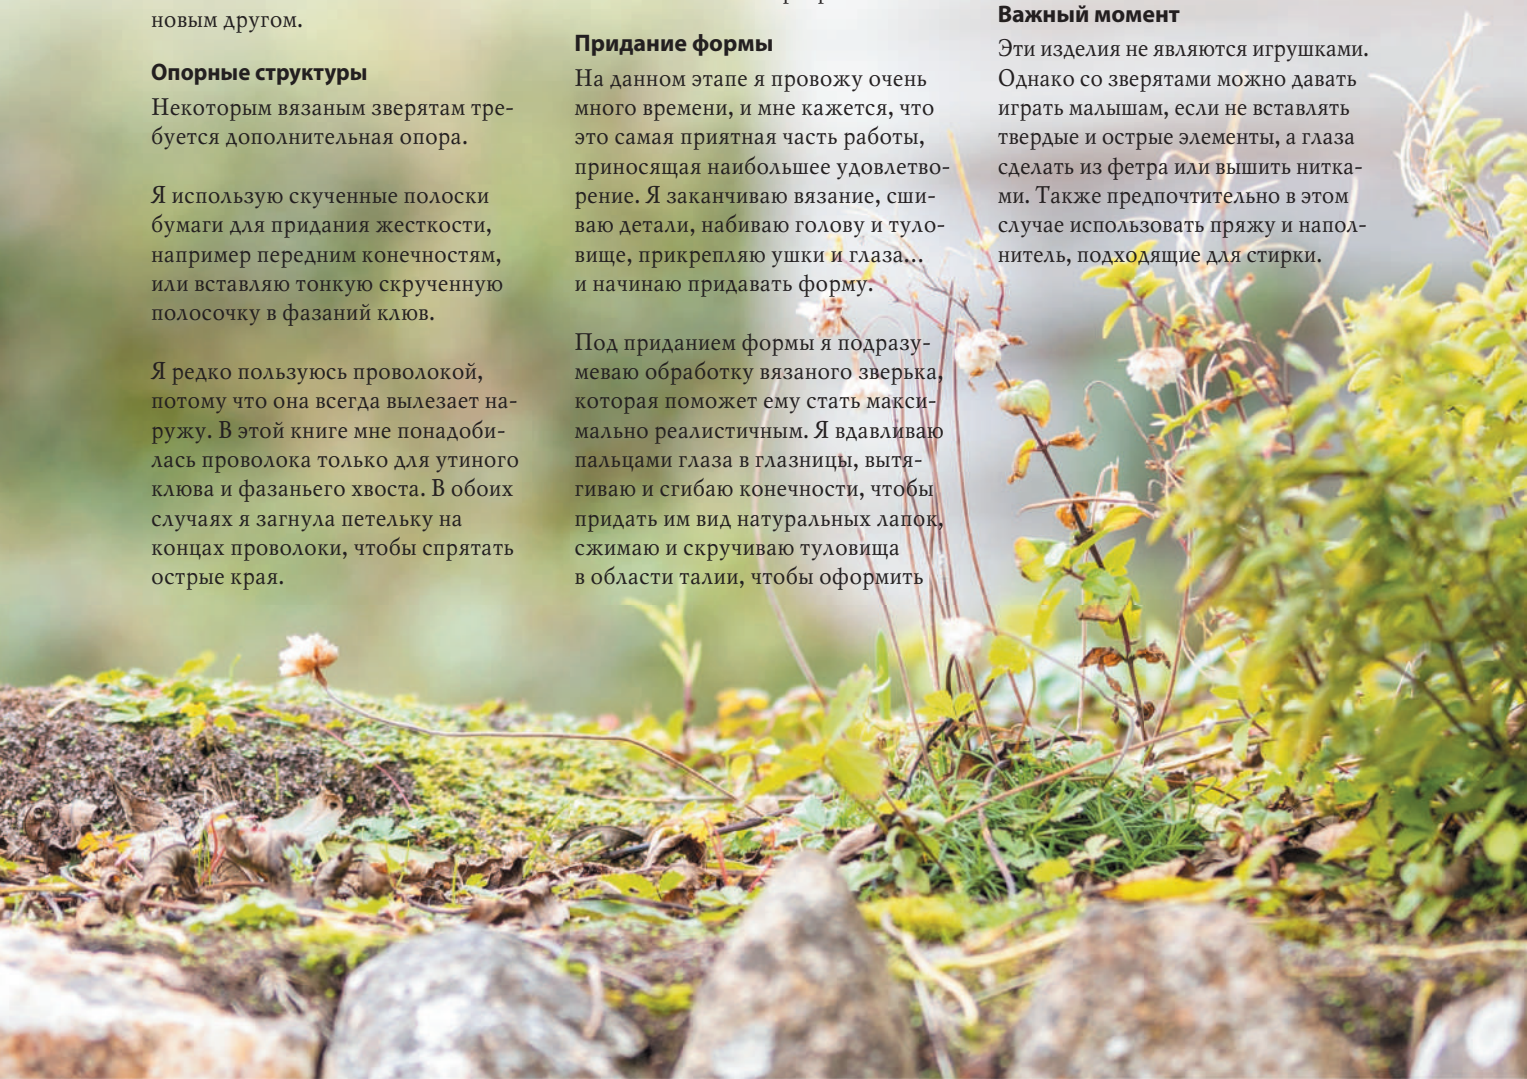 новым другом.
Опорные структуры
Некоторым вязаным зверятам тре-
буется дополнительная опора.
Я использую скученные полоски
бумаги для придания жесткости,
например передним конечностям,
или вставляю тонкую скрученную
полосочку в фазаний клюв.
Я редко пользуюсь проволокой,
потому что она всегда вылезает на-
ружу. В этой книге мне понадоби-
лась проволока только для утиного
клюва и фазаньего хвоста. В обоих
случаях я загнула петельку на
концах проволоки, чтобы спрятать
острые края.
Придание формы
На данном этапе я провожу очень
много времени, и мне кажется, что
это самая приятная часть работы,
приносящая наибольшее удовлетво-
рение. Я заканчиваю вязание, сши-
ваю детали, набиваю голову и туло-
вище, прикрепляю ушки и глаза...
и начинаю придавать форму.
Под приданием формы я подразу-
меваю обработку вязаного зверька,
которая поможет ему стать макси-
мально реалистичным. Я вдавливаю
пальцами глаза в глазницы, вытя-
гиваю и сгибаю конечности, чтобы
придать им вид натуральных лапок,
сжимаю и скручиваю туловища
в области талии, чтобы оформить
Важный момент
Эти изделия не являются игрушками.
Однако со зверятами можно давать
играть малышам, если не вставлять
твердые и острые элементы, а глаза
сделать из фетра или вышить нитка-
ми. Также предпочтительно в этом
случае использовать пряжу и напол-
нитель, подходящие для стирки.